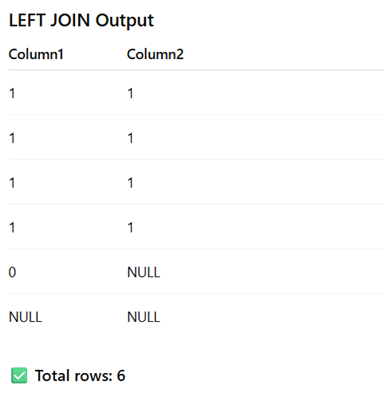 LEFT JOIN Output
Column1 Column2
1 1
1 1
1 1
1 1
0 NULL
NULL NULL
✅ Total rows: 6